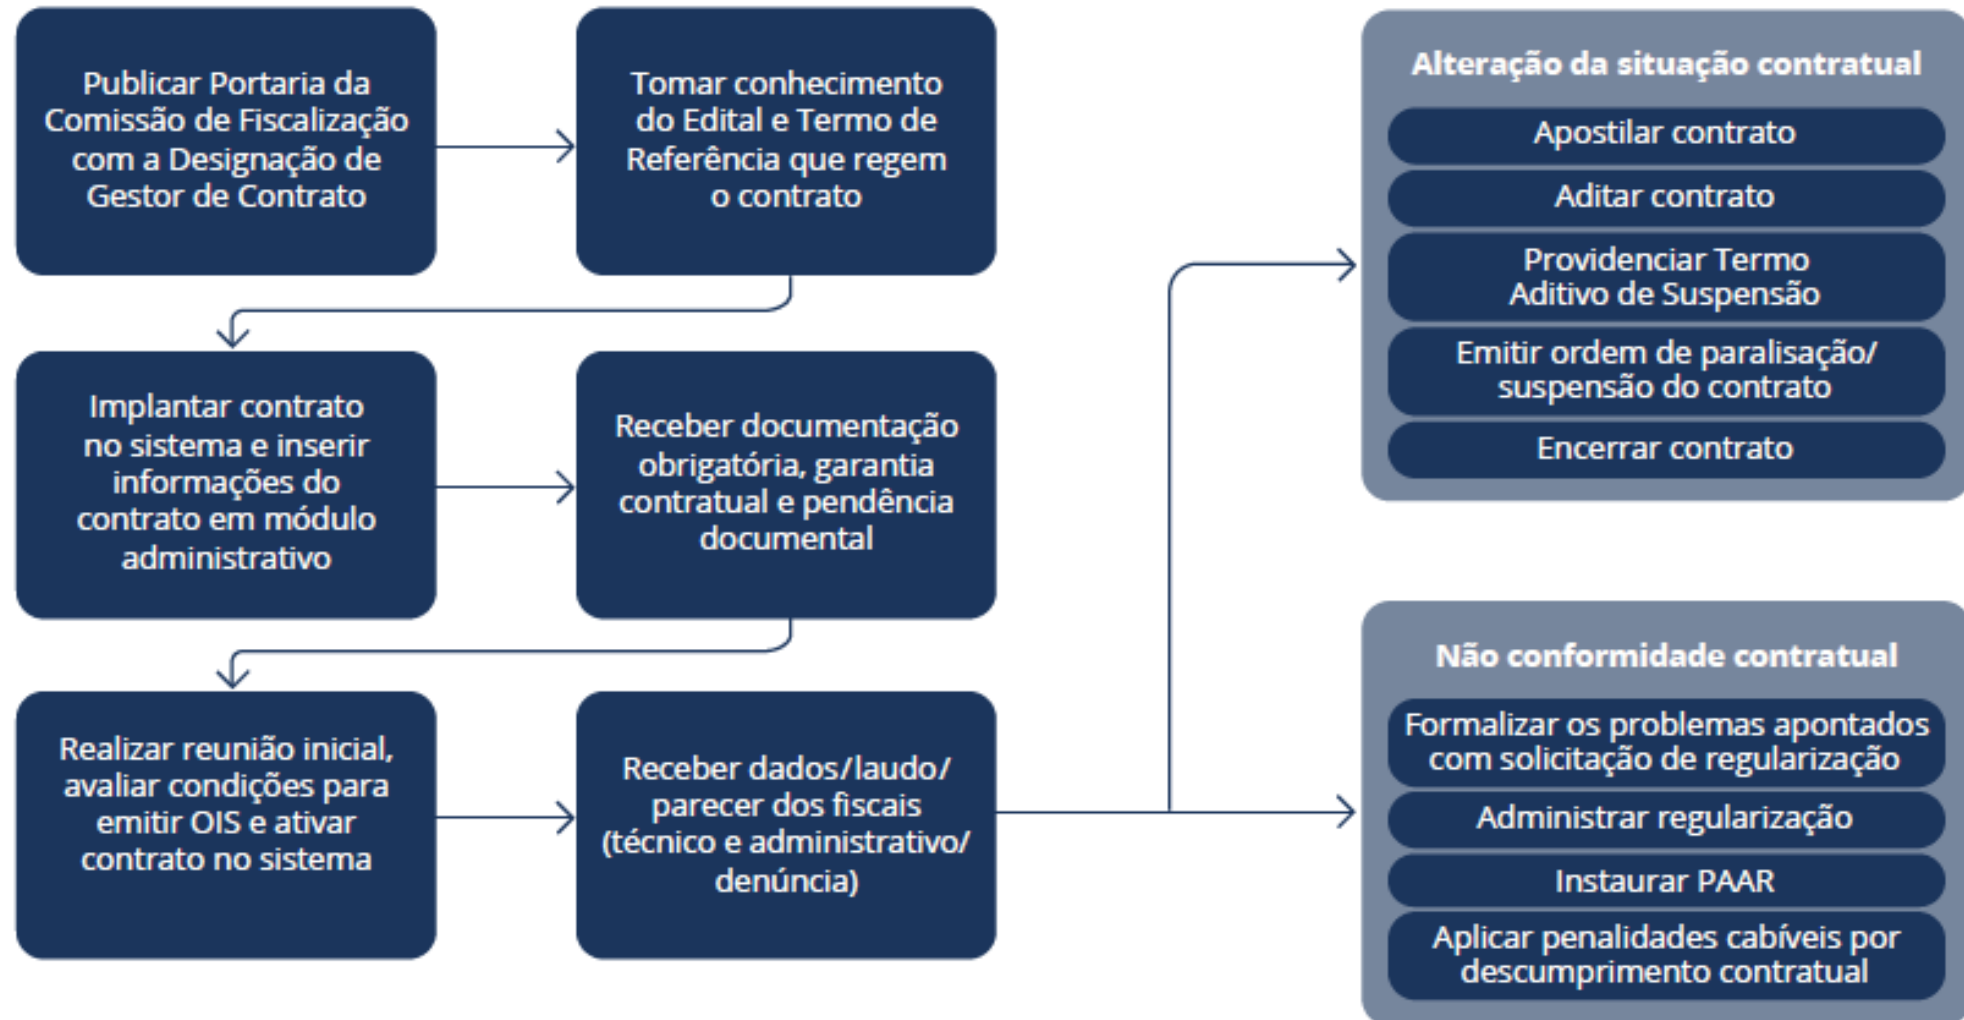 Publicar Portaria da
Comissão de Fiscalização
com a Designação de
Gestor de Contrato
Tomar conhecimento
do Edital e Termo de
Referência que regem
o contrato
Implantar contrato
no sistema e inserir
informações do
contrato em módulo
administrativo
Receber documentação
obrigatória, garantia
contratual e pendência
documental
Realizar reunião inicial,
avaliar condições para
emitir OIS e ativar
contrato no sistema
Receber dados/laudo/
parecer dos fiscais
(técnico e administrativo/
denúncia)
Alteração da situação contratual
Apostilar contrato
Aditar contrato
Providenciar Termo
Aditivo de Suspensão
Emitir ordem de paralisação/
suspensão do contrato
Encerrar contrato
Não conformidade contratual
Formalizar os problemas apontados
com solicitação de regularização
Administrar regularização
Instaurar PAAR
Aplicar penalidades cabíveis por
descumprimento contratual